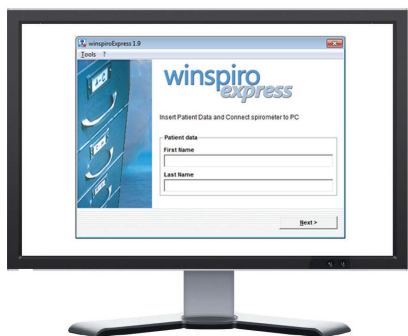 winspiroExpress 1.9
Tools ?
winspiro
express
Insert Patient Data and Connect spirometer to PC
Patient data
First Name
Last Name
Next >